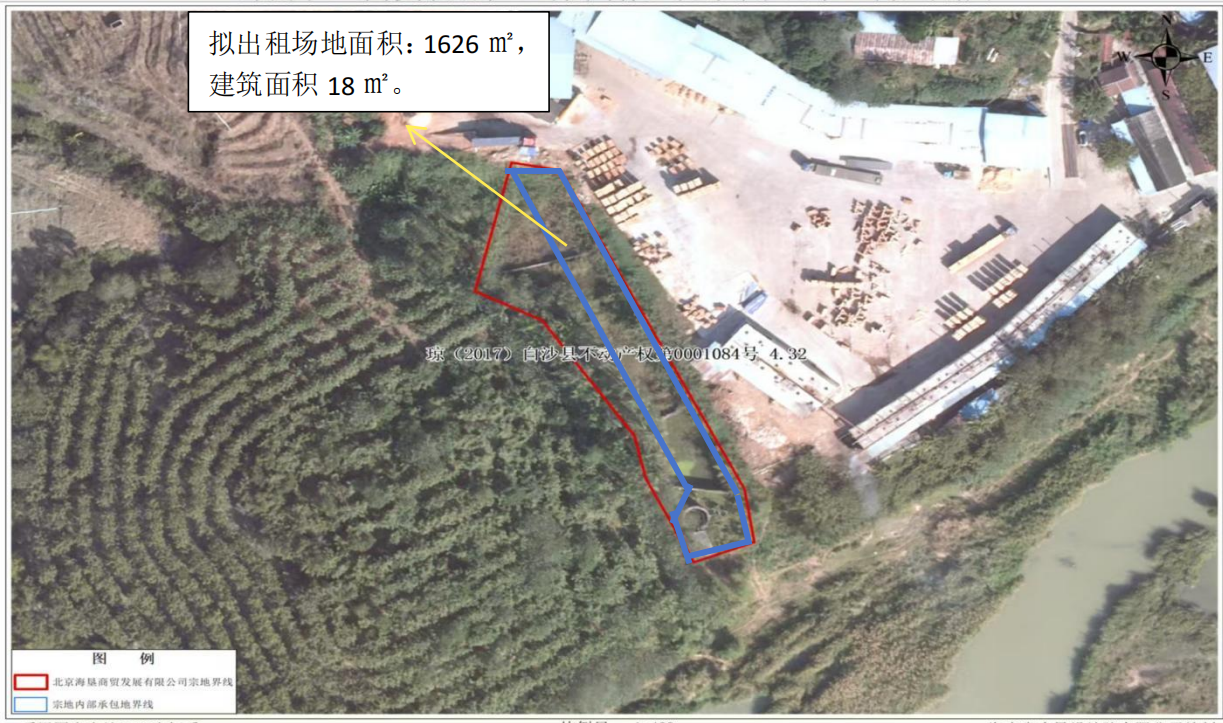 拟出租场地面积：1626 ㎡，
建筑面积 18 ㎡。
N
W
E
S
琼（2017）白沙县不动产权第0001084号 4.32
图 例
北京海垦商贸发展有限公司宗地界线
宗地内部承包地界线